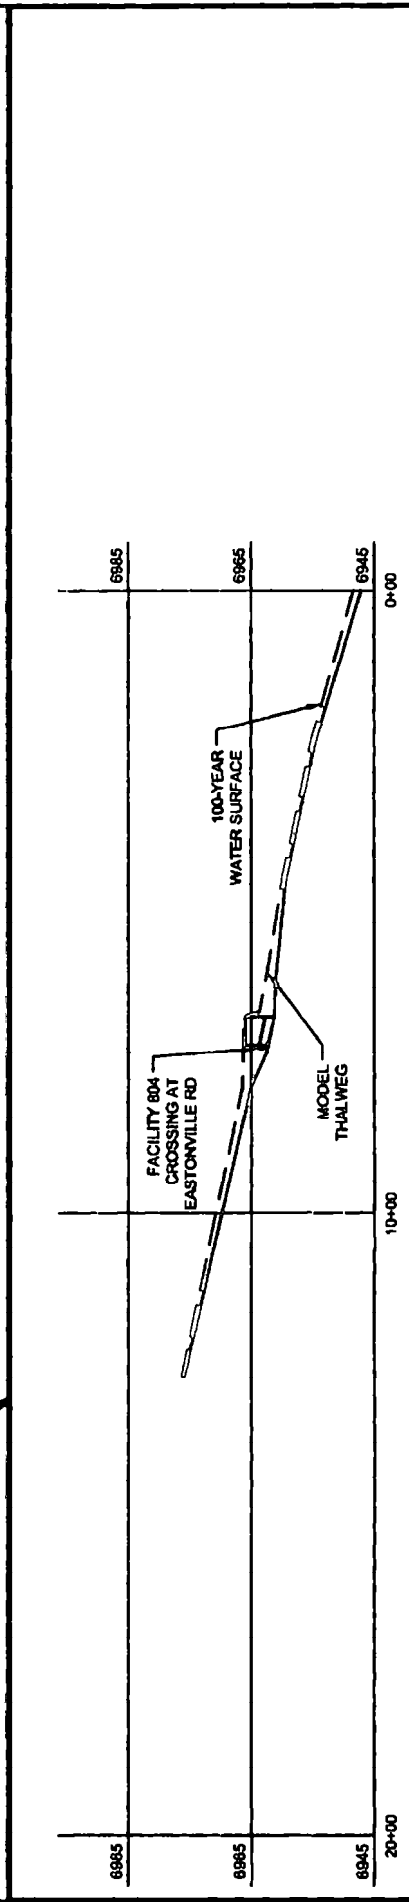 6985
6985
FACILITY 804
CROSSING AT
EASTONVILLE RD
100-YEAR
WATER SURFACE
6965
6965
MODEL
THALWEG
6945
6945
20+00
10+00
0+00